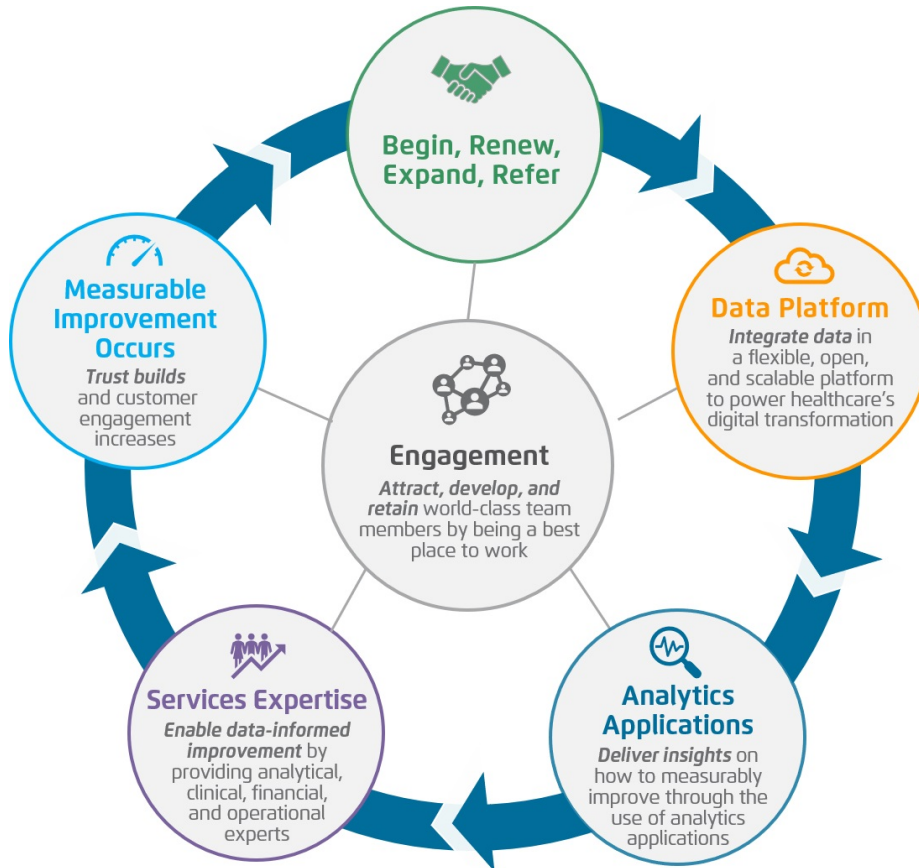 Begin, Renew,
Expand, Refer
Data Platform
Integrate data in
a flexible, open,
and scalable platform
to power healthcare's
digital transformation
Analytics
Applications
Deliver insights on
how to measurably
improve through the
use of analytics
applications
Services Expertise
Enable data-informed
improvement by
providing analytical,
clinical, financial,
and operational
experts
Measurable
Improvement
Occurs
Trust builds
and customer
engagement
increases
Engagement
Attract, develop, and
retain world-class team
members by being a best
place to work